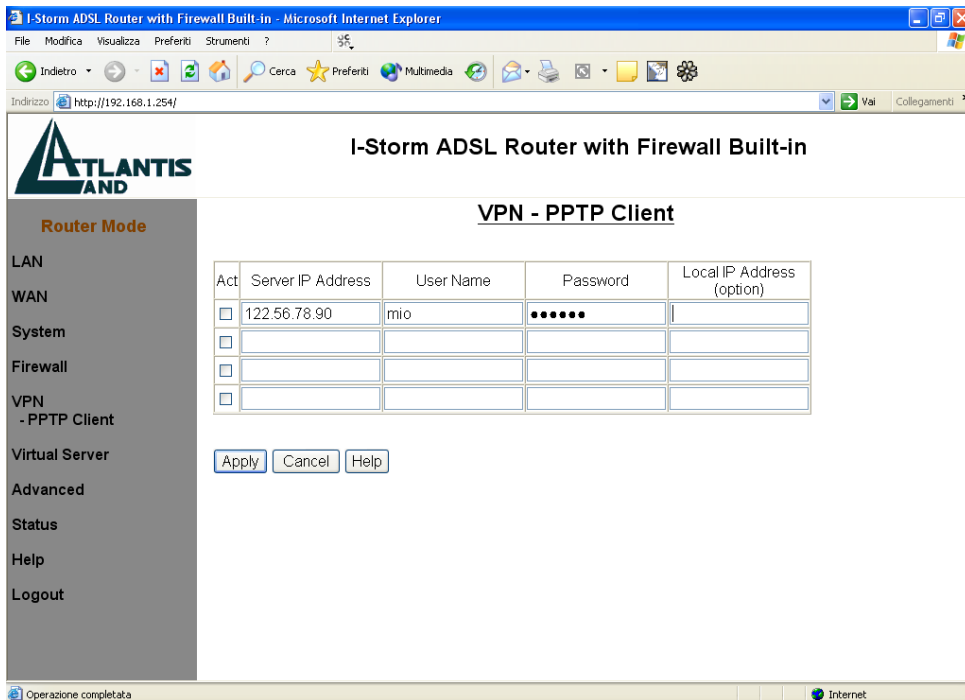 I-Storm ADSL Router with Firewall Built-in - Microsoft Internet Explorer
File Modifica Visualizza Preferiti Strumenti ?
Indietro Cerca Preferiti Multimedia
Indirizzo http://192.168.1.254/ Vai Collegamenti
ATLANTIS
LAND
I-Storm ADSL Router with Firewall Built-in
Router Mode
LAN
WAN
System
Firewall
VPN
- PPTP Client
Virtual Server
Advanced
Status
Help
Logout
VPN - PPTP Client
Act Server IP Address User Name Password Local IP Address
(option)
122.56.78.90 mio ●●●●●●
Apply Cancel Help
Operazione completata Internet